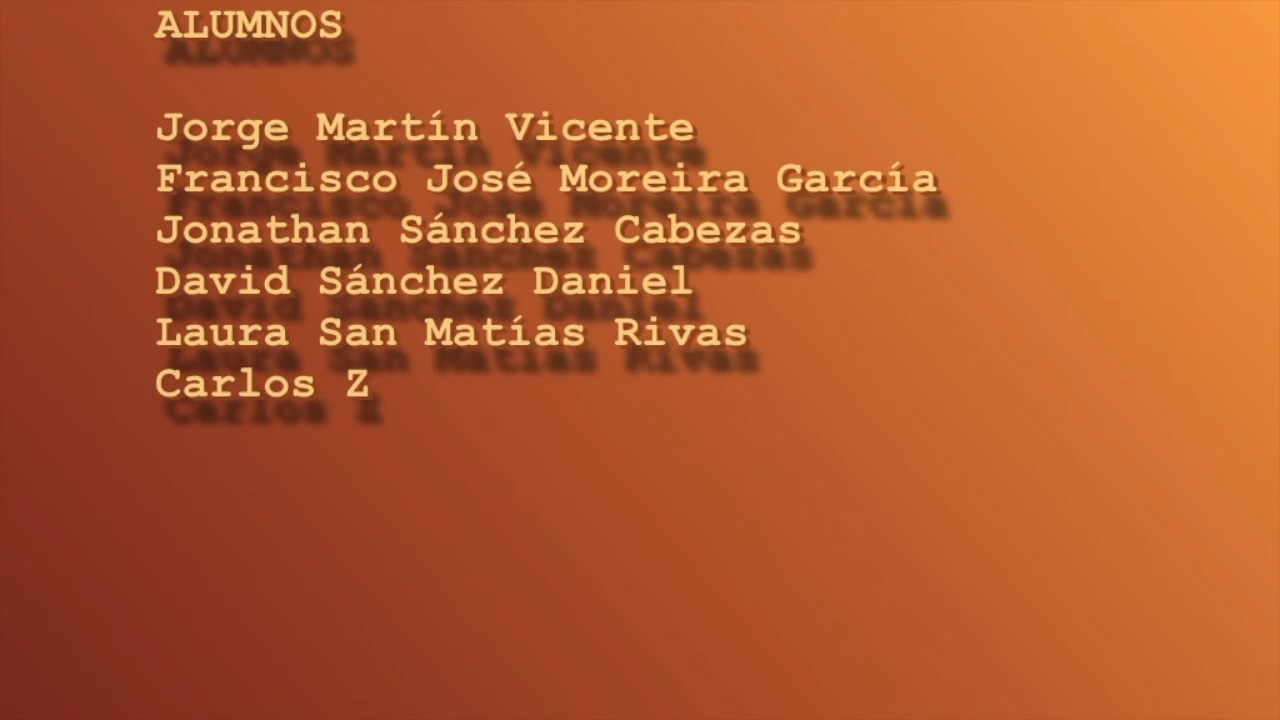 ALUMNOS
Jorge Martín Vicente
Francisco José Moreira García
Jonathan Sánchez Cabezas
David Sánchez Daniel
Laura San Matías Rivas
Carlos Z